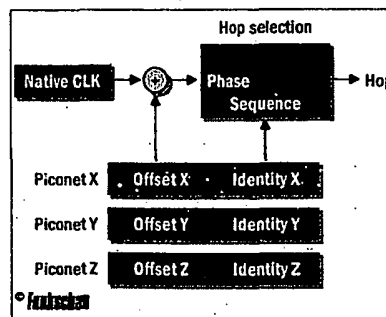 Hop selection
Native CLK
Phase
Hop
Sequence
Piconet X Offset X Identity X
Piconet Y Offset Y Identity Y
Piconet Z Offset Z Identity Z
©